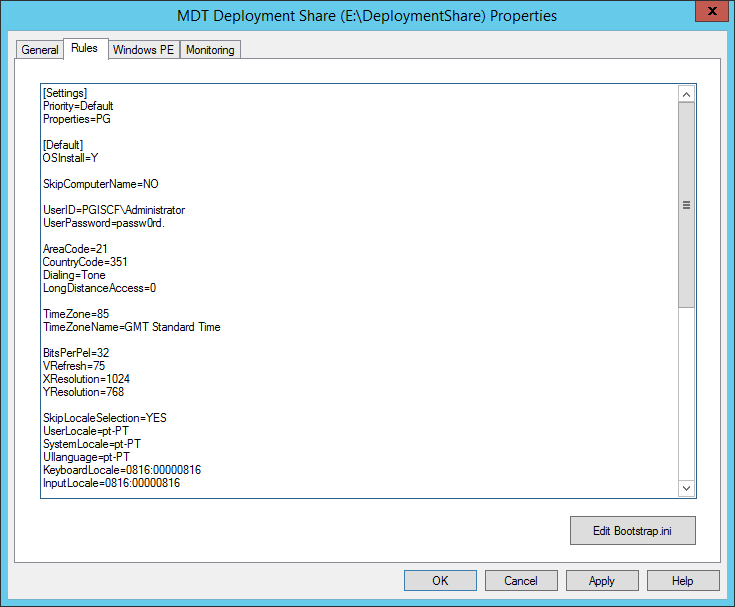 MDT Deployment Share (E:\DeploymentShare) Properties
X
General Rules Windows PE Monitoring
[Settings]
Priority=Default
Properties=PG
[Default]
OSInstall=Y
SkipComputerName=NO
UserID=PGISCF\Administrator
UserPassword=passw0rd.
AreaCode=21
CountryCode=351
Dialing=Tone
LongDistanceAccess=0
TimeZone=85
TimeZoneName=GMT Standard Time
BitsPerPel=32
VRefresh=75
XResolution=1024
YResolution=768
SkipLocaleSelection=YES
UserLocale=pt-PT
SystemLocale=pt-PT
UIlanguage=pt-PT
KeyboardLocale=0816:00000816
InputLocale=0816:00000816
Edit Bootstrap.ini
OK Cancel Apply Help